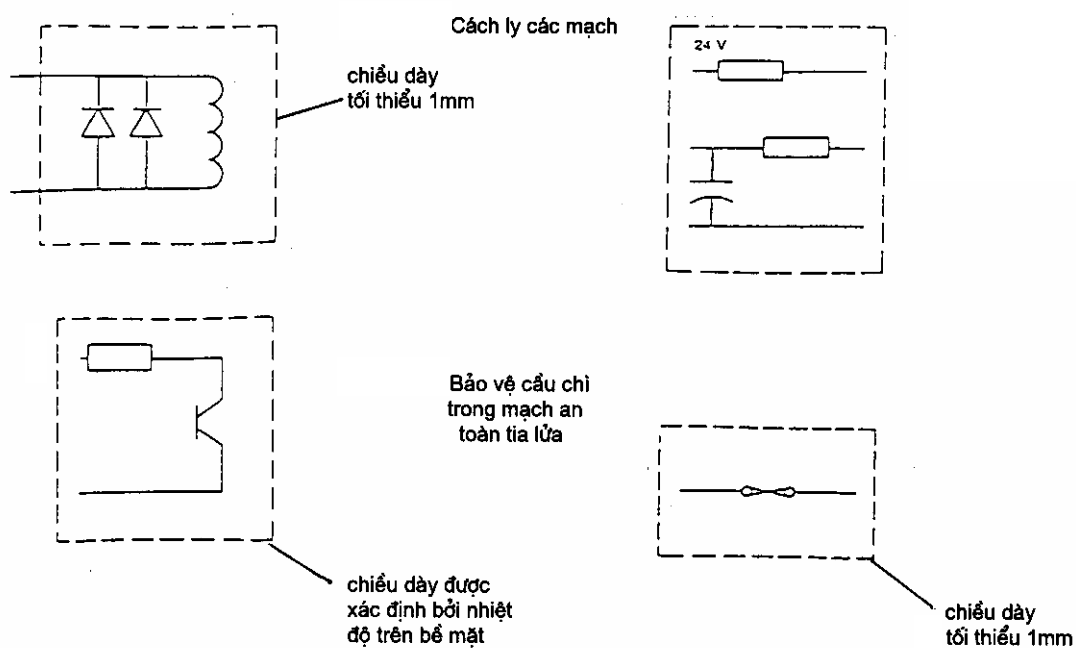 Cách ly các mạch
24 V
chiều dày
tối thiểu 1mm
Bảo vệ cầu chì
trong mạch an
toàn tia lửa
chiều dày được
xác định bởi nhiệt
độ trên bề mặt
chiều dày
tối thiểu 1mm